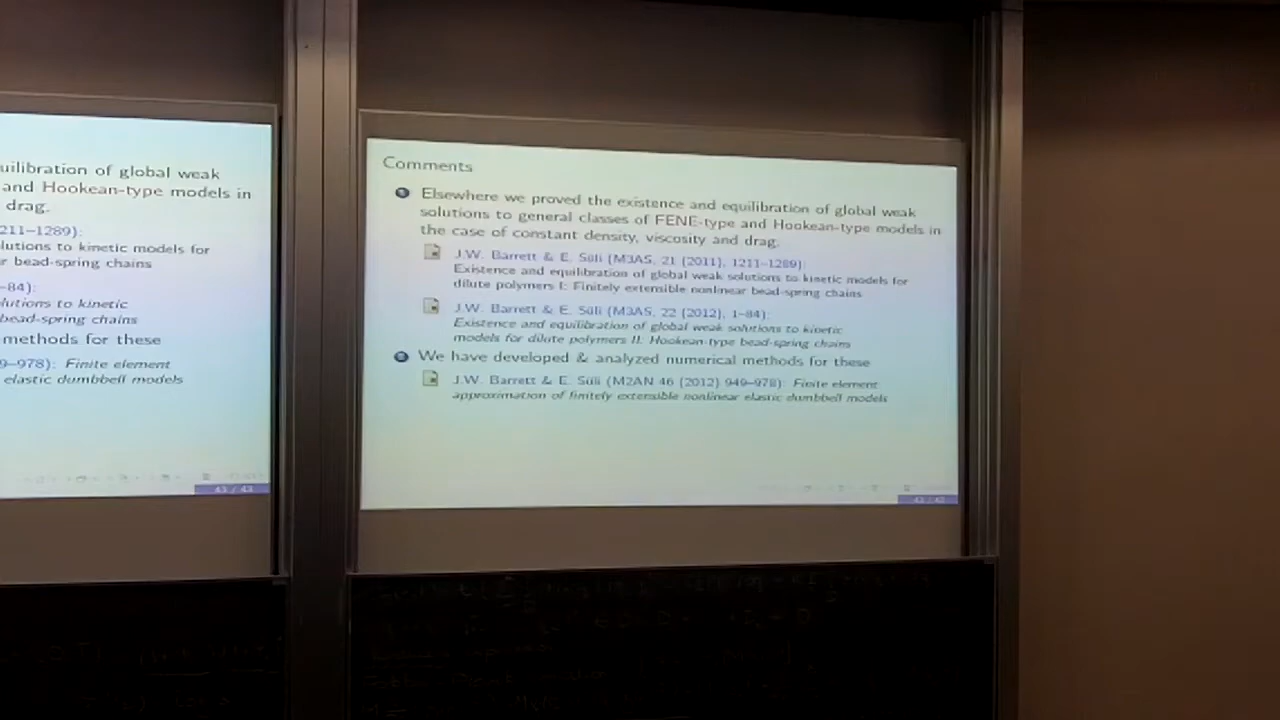 uilibration of global weak
and Hookean-type models in
drag.
211–1289):
lutions to kinetic models for
r bead-spring chains
–84):
lutions to kinetic
bead-spring chains
methods for these
9–978): Finite element
elastic dumbbell models
43 / 43
Comments
Elsewhere we proved the existence and equilibration of global weak
solutions to general classes of FENE-type and Hookean-type models in
the case of constant density, viscosity and drag.
J.W. Barrett & E. Süli (M3AS, 21 (2011), 1211–1289):
Existence and equilibration of global weak solutions to kinetic models for
dilute polymers I: Finitely extensible nonlinear bead-spring chains
J.W. Barrett & E. Süli (M3AS, 22 (2012), 1–84):
Existence and equilibration of global weak solutions to kinetic
models for dilute polymers II. Hookean-type bead-spring chains
We have developed & analyzed numerical methods for these
J.W. Barrett & E. Süli (M2AN 46 (2012) 949–978): Finite element
approximation of finitely extensible nonlinear elastic dumbbell models
43 / 43